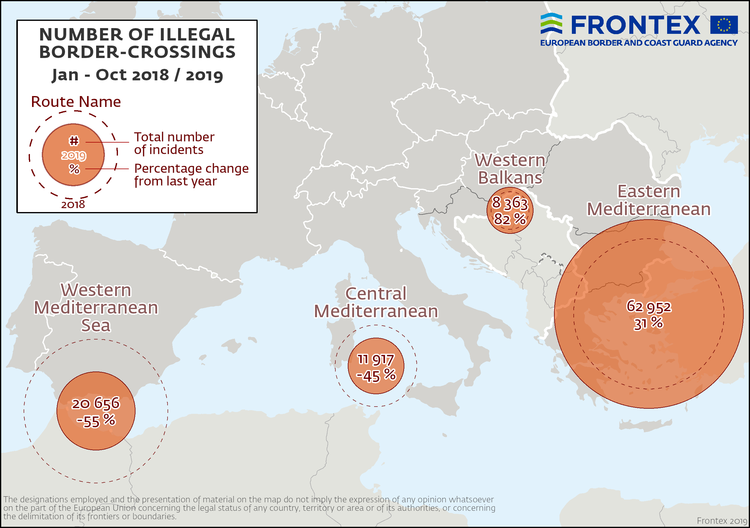 NUMBER OF ILLEGAL
BORDER-CROSSINGS
Jan - Oct 2018 / 2019
Route Name
#
2019
%
2018
Total number
of incidents
Percentage change
from last year
FRONTEX
EUROPEAN BORDER AND COAST GUARD AGENCY
Western
Balkans
8 363
82 %
Eastern
Mediterranean
62 952
31 %
Western
Mediterranean
Sea
20 656
-55 %
Central
Mediterranean
11 917
-45 %
The designations employed and the presentation of material on the map do not imply the expression of any opinion whatsoever
on the part of the European Union concerning the legal status of any country, territory or area or of its authorities, or concerning
the delimitation of its frontiers or boundaries.
Frontex 2019